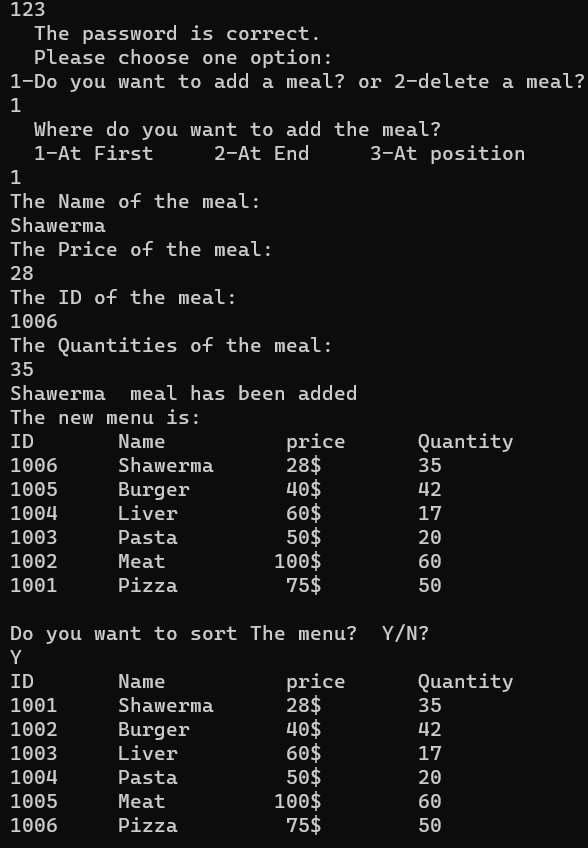 123
  The password is correct.
  Please choose one option:
1-Do you want to add a meal? or 2-delete a meal?
1
  Where do you want to add the meal?
  1-At First     2-At End     3-At position
1
The Name of the meal:
Shawerma
The Price of the meal:
28
The ID of the meal:
1006
The Quantities of the meal:
35
Shawerma  meal has been added
The new menu is:
ID       Name          price      Quantity
1006     Shawerma      28$        35
1005     Burger        40$        42
1004     Liver         60$        17
1003     Pasta         50$        20
1002     Meat         100$        60
1001     Pizza         75$        50

Do you want to sort The menu?  Y/N?
Y
ID       Name          price      Quantity
1001     Shawerma      28$        35
1002     Burger        40$        42
1003     Liver         60$        17
1004     Pasta         50$        20
1005     Meat         100$        60
1006     Pizza         75$        50